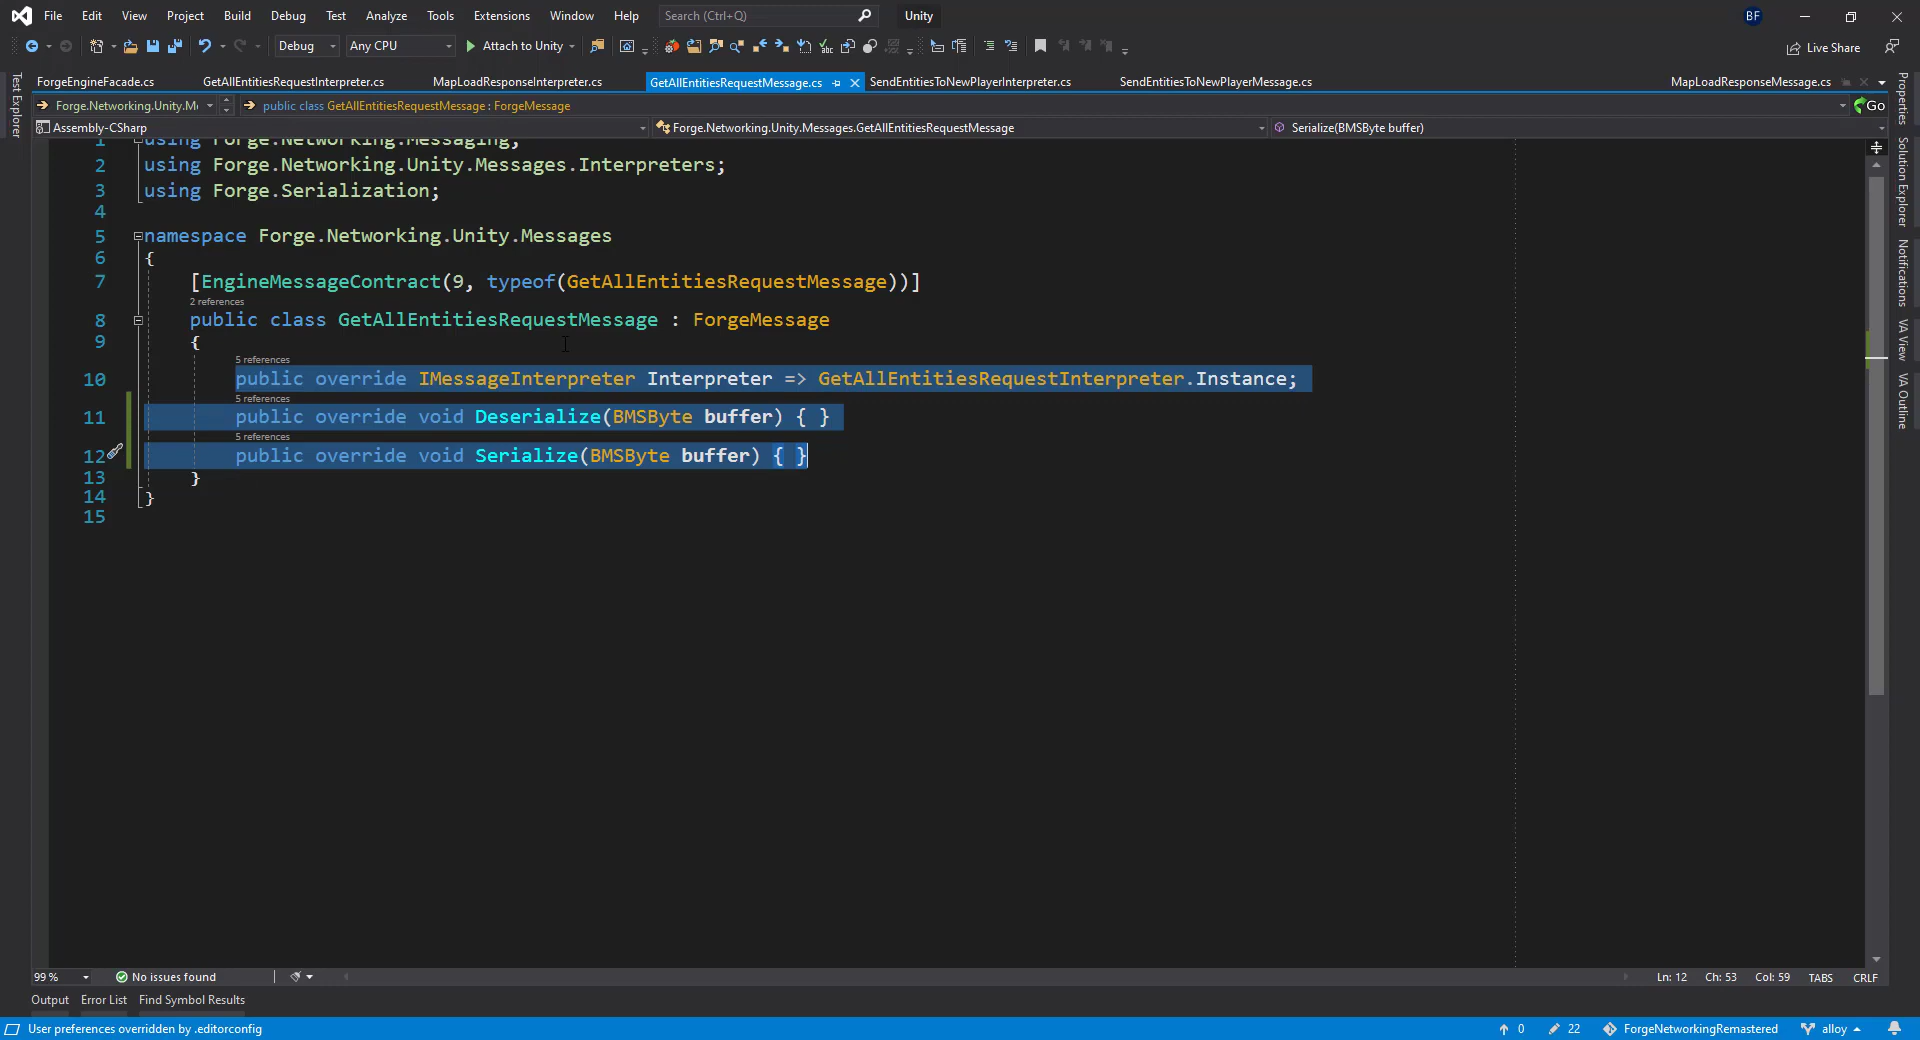 File Edit View Project Build Debug Test Analyze Tools Extensions Window Help Search (Ctrl+Q) Unity BF
Debug Any CPU Attach to Unity Live Share
ForgeEngineFacade.cs GetAllEntitiesRequestInterpreter.cs MapLoadResponseInterpreter.cs GetAllEntitiesRequestMessage.cs SendEntitiesToNewPlayerInterpreter.cs SendEntitiesToNewPlayerMessage.cs MapLoadResponseMessage.cs
Forge.Networking.Unity.M public class GetAllEntitiesRequestMessage : ForgeMessage Go
Assembly-CSharp Forge.Networking.Unity.Messages.GetAllEntitiesRequestMessage Serialize(BMSByte buffer)
Test Explorer
Properties
Solution Explorer
Notifications
VA View
VA Outline
1 using Forge.Networking.Messaging;
2 using Forge.Networking.Unity.Messages.Interpreters;
3 using Forge.Serialization;
4
5 namespace Forge.Networking.Unity.Messages
6 {
7 [EngineMessageContract(9, typeof(GetAllEntitiesRequestMessage))]
2 references
8 public class GetAllEntitiesRequestMessage : ForgeMessage
9 {
5 references
10 public override IMessageInterpreter Interpreter => GetAllEntitiesRequestInterpreter.Instance;
5 references
11 public override void Deserialize(BMSByte buffer) { }
5 references
12 public override void Serialize(BMSByte buffer) { }
13 }
14 }
15
99 % No issues found Ln: 12 Ch: 53 Col: 59 TABS CRLF
Output Error List Find Symbol Results
User preferences overridden by .editorconfig 0 22 ForgeNetworkingRemastered alloy